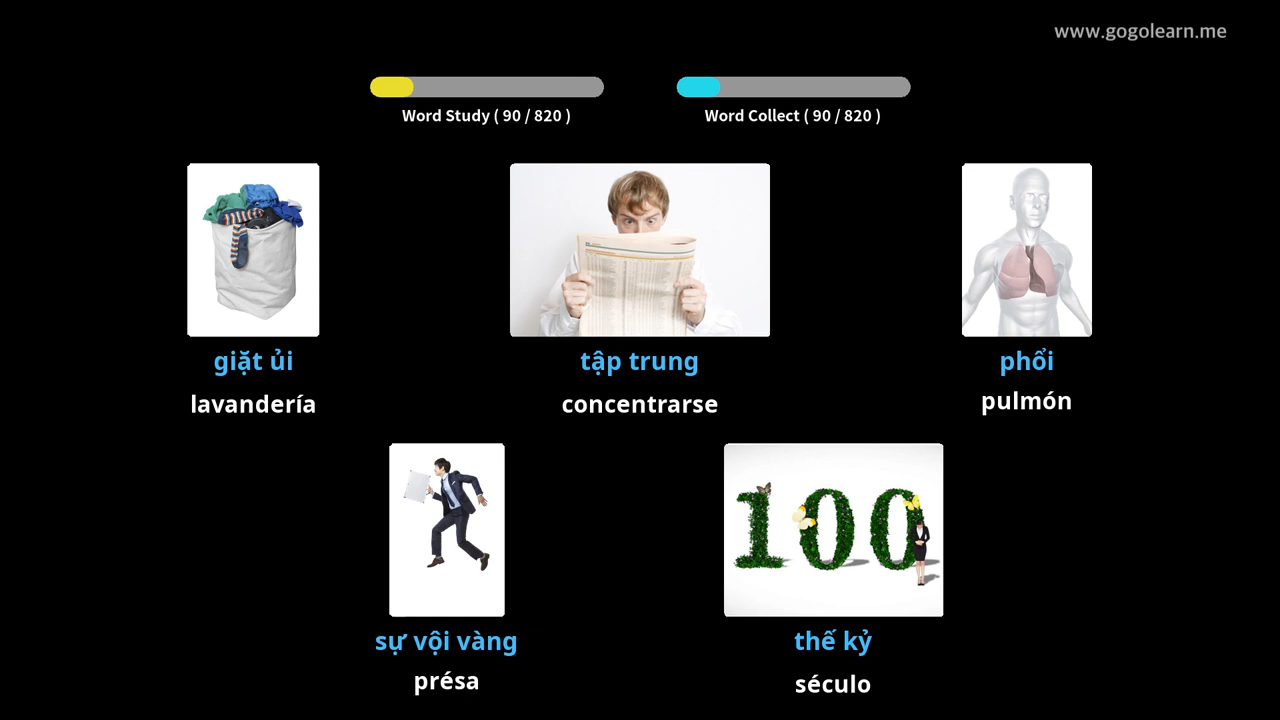 www.gogolearn.me
Word Study ( 90 / 820 )
Word Collect ( 90 / 820 )
giặt ủi
lavandería
tập trung
concentrarse
phổi
pulmón
sự vội vàng
présa
thế kỷ
século
100